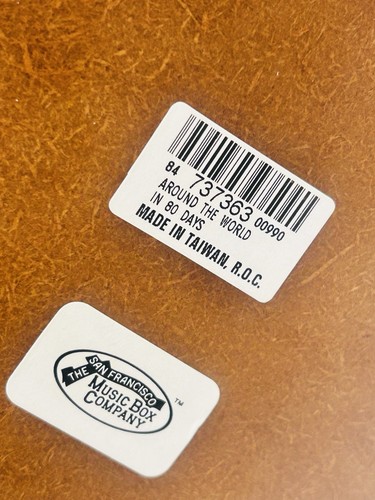 84 737363 00990
AROUND THE WORLD
IN 80 DAYS
MADE IN TAIWAN, R.O.C.
THE SAN FRANCISCO
MUSIC BOX
COMPANY
TM